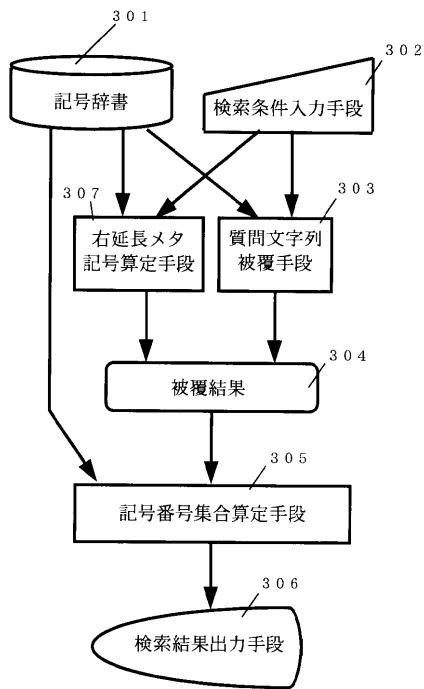 ３０１
３０２
記号辞書
検索条件入力手段
３０７
３０３
右延長メタ
記号算定手段
質問文字列
被覆手段
３０４
被覆結果
３０５
記号番号集合算定手段
３０６
検索結果出力手段